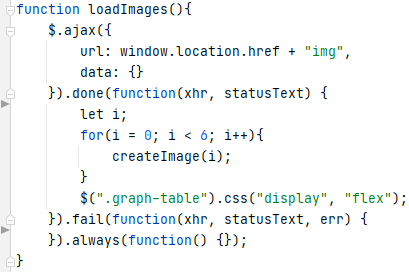 function loadImages(){
    $.ajax({
        url: window.location.href + "img",
        data: {}
    }).done(function(xhr, statusText) {
        let i;
        for(i = 0; i < 6; i++){
            createImage(i);
        }
        $(".graph-table").css("display", "flex");
    }).fail(function(xhr, statusText, err) {
    }).always(function() {});
}